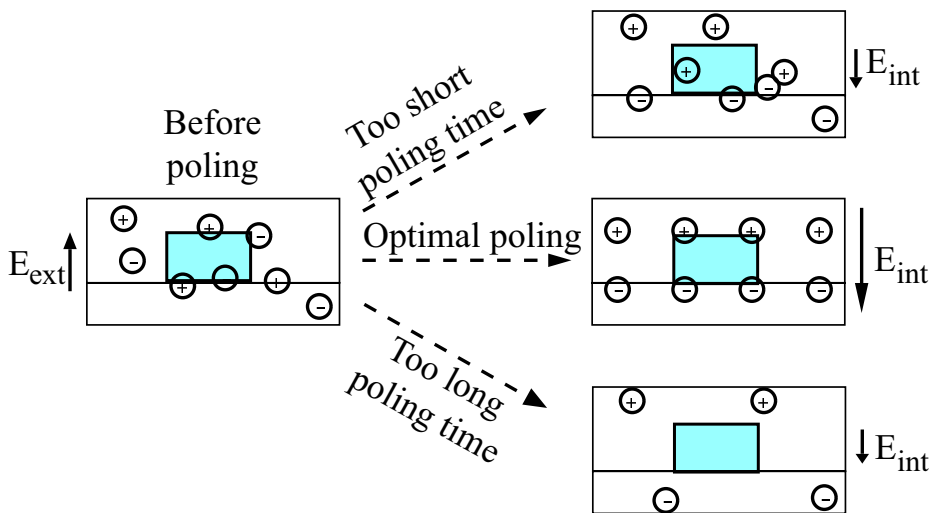 Before
poling
E_ext
Too short
poling time
Optimal poling
Too long
poling time
+ + + + - - - -
E_int
+ + + + - - - -
E_int
+ + - -
E_int